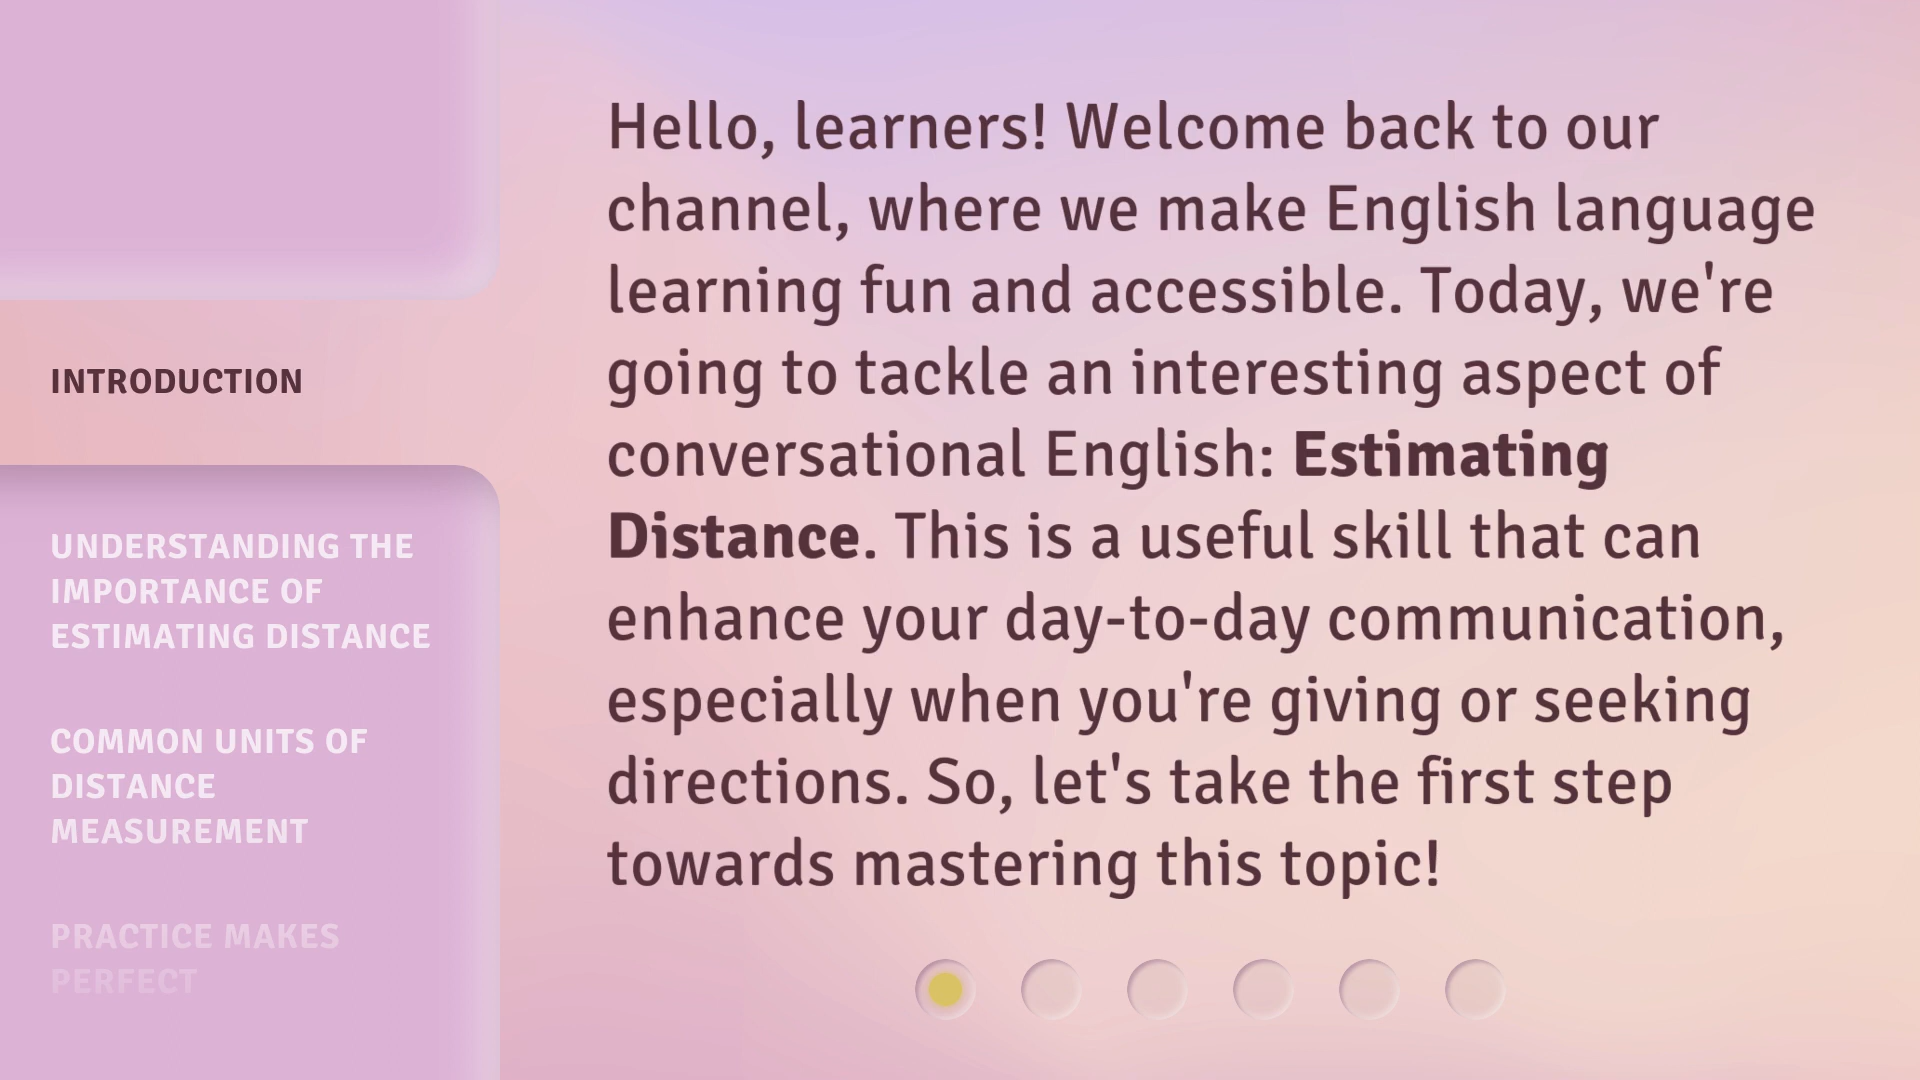 INTRODUCTION
UNDERSTANDING THE
IMPORTANCE OF
ESTIMATING DISTANCE
COMMON UNITS OF
DISTANCE
MEASUREMENT
PRACTICE MAKES
PERFECT
Hello, learners! Welcome back to our
channel, where we make English language
learning fun and accessible. Today, we're
going to tackle an interesting aspect of
conversational English: Estimating
Distance. This is a useful skill that can
enhance your day-to-day communication,
especially when you're giving or seeking
directions. So, let's take the first step
towards mastering this topic!